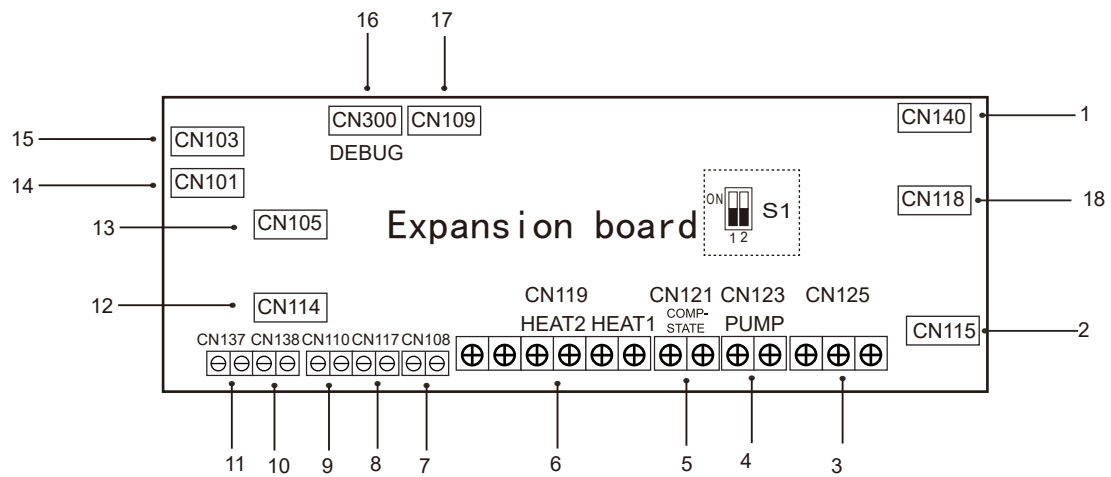 16
17
CN300
CN109
CN140
1
15
CN103
DEBUG
14
CN101
CN118
18
ON
S1
1 2
13
CN105
Expansion board
12
CN114
CN119
CN121
CN123
CN125
HEAT2
HEAT1
COMP-
STATE
PUMP
CN115
2
CN137
CN138
CN110
CN117
CN108
11
10
9
8
7
6
5
4
3